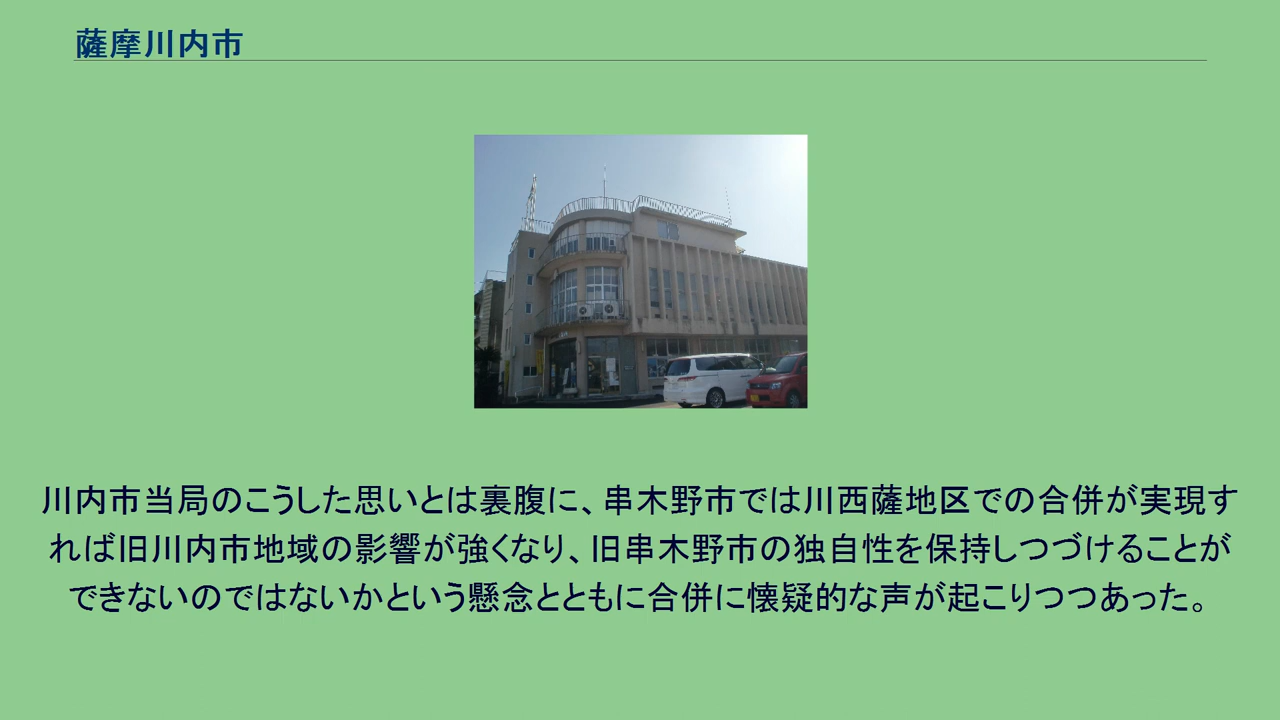 薩摩川内市
川内市当局のこうした思いとは裏腹に、串木野市では川西薩地区での合併が実現す
れば旧川内市地域の影響が強くなり、旧串木野市の独自性を保持しつづけることが
できないのではないかという懸念とともに合併に懐疑的な声が起こりつつあった。